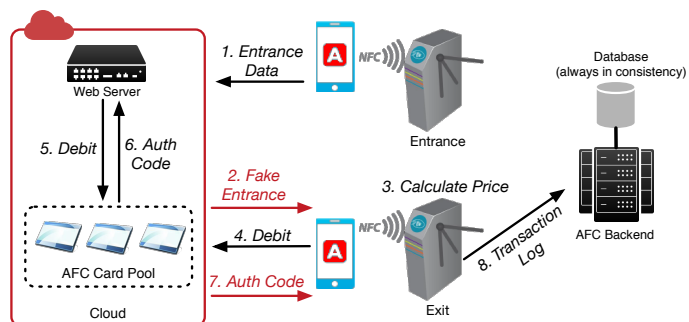 1. Entrance
Data
A
NFC
Entrance
Database
(always in consistency)
Web Server
5. Debit
6. Auth
Code
2. Fake
Entrance
3. Calculate Price
4. Debit
A
NFC
8. Transaction
Log
AFC Backend
AFC Card Pool
7. Auth Code
Cloud
Exit